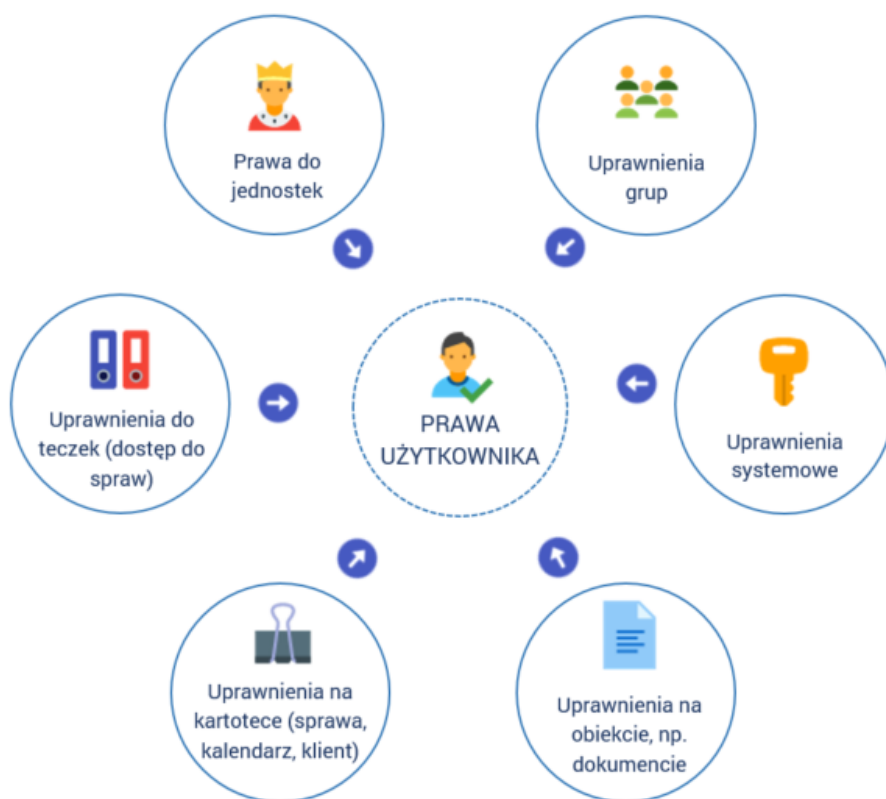 Prawa do
jednostek
Uprawnienia
grup
Uprawnienia do
teczek (dostęp do
spraw)
PRAWA
UŻYTKOWNIKA
Uprawnienia
systemowe
Uprawnienia na
kartotece (sprawa,
kalendarz, klient)
Uprawnienia na
obiekcie, np.
dokumencie